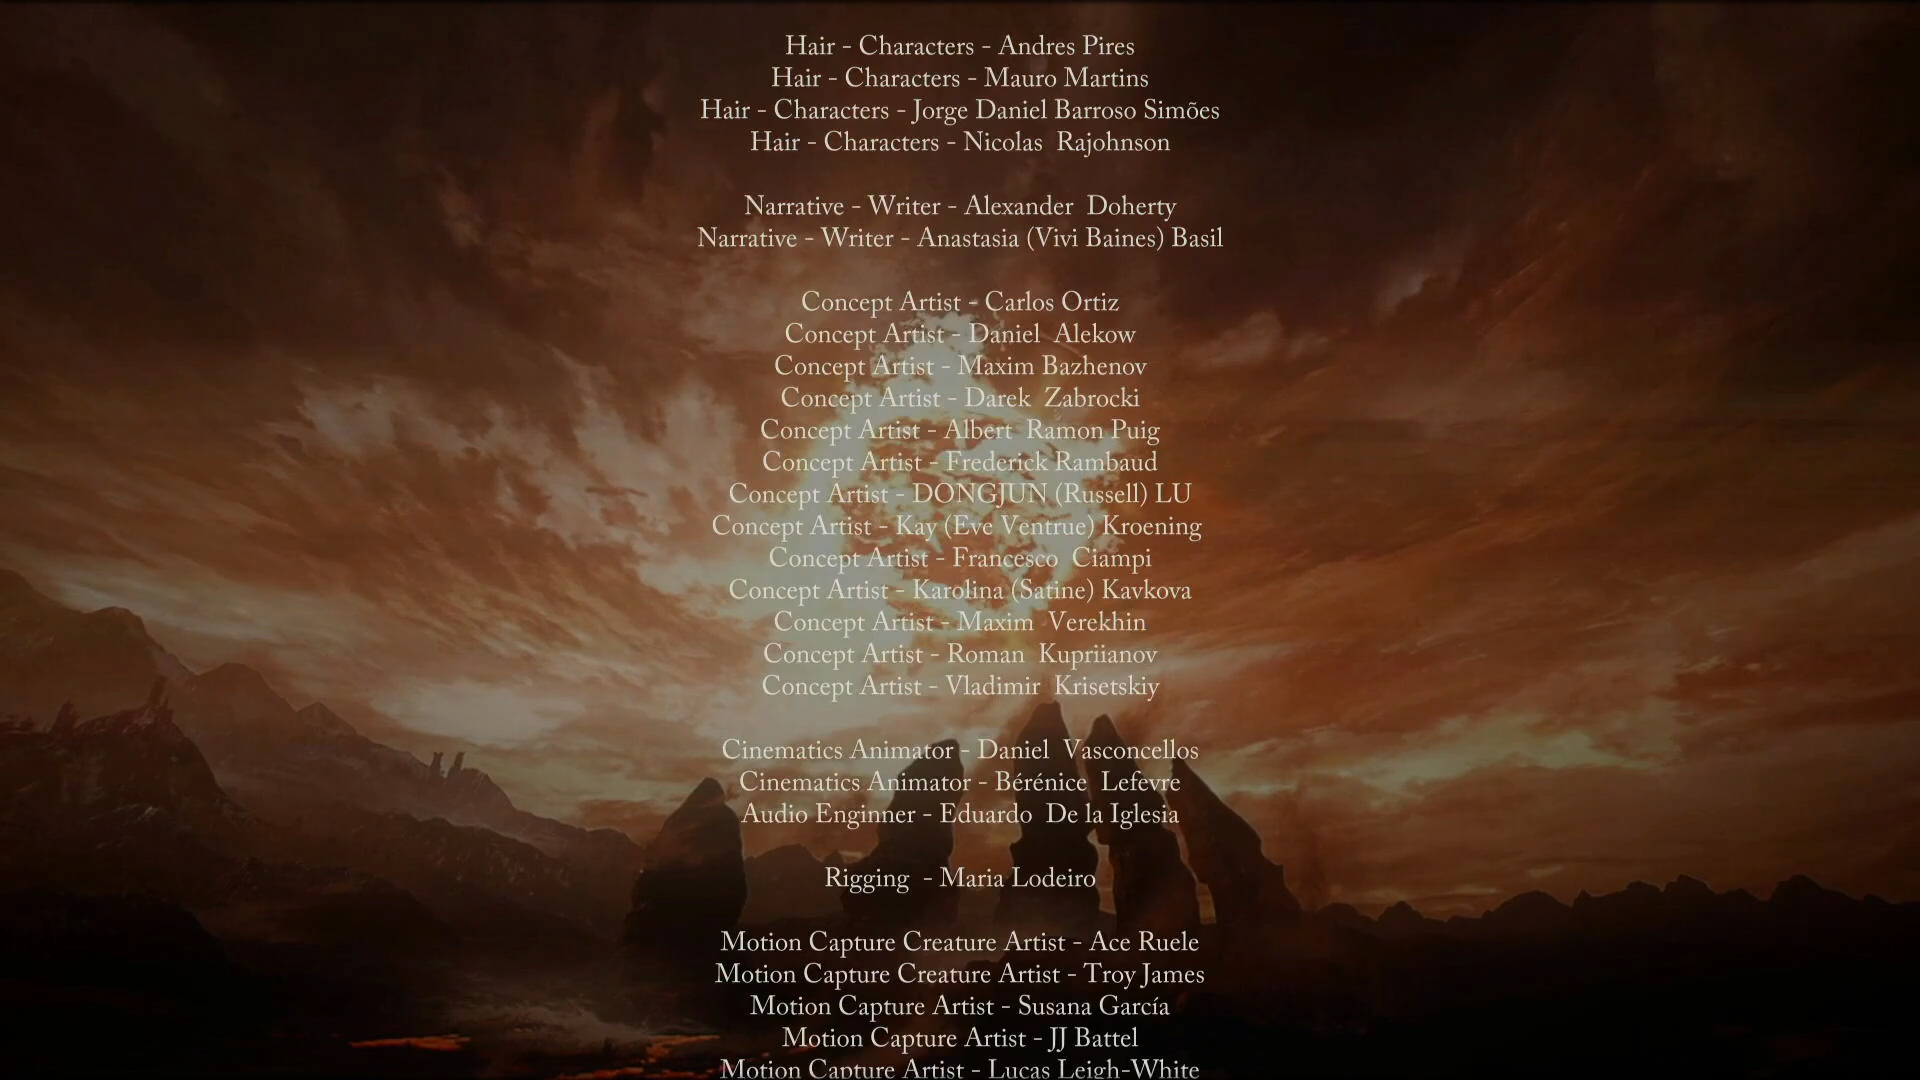 Hair - Characters - Andres Pires
Hair - Characters - Mauro Martins
Hair - Characters - Jorge Daniel Barroso Simões
Hair - Characters - Nicolas  Rajohnson
Narrative - Writer - Alexander  Doherty
Narrative - Writer - Anastasia (Vivi Baines) Basil
Concept Artist - Carlos Ortiz
Concept Artist - Daniel  Alekow
Concept Artist - Maxim Bazhenov
Concept Artist - Darek  Zabrocki
Concept Artist - Albert  Ramon Puig
Concept Artist - Frederick Rambaud
Concept Artist - DONGJUN (Russell) LU
Concept Artist - Kay (Eve Ventrue) Kroening
Concept Artist - Francesco  Ciampi
Concept Artist - Karolina (Satine) Kavkova
Concept Artist - Maxim  Verekhin
Concept Artist - Roman  Kupriianov
Concept Artist - Vladimir  Krisetskiy
Cinematics Animator - Daniel  Vasconcellos
Cinematics Animator - Bérénice  Lefevre
Audio Enginner - Eduardo  De la Iglesia
Rigging  - Maria Lodeiro
Motion Capture Creature Artist - Ace Ruele
Motion Capture Creature Artist - Troy James
Motion Capture Artist - Susana García
Motion Capture Artist - JJ Battel
Motion Capture Artist - Lucas Leigh-White